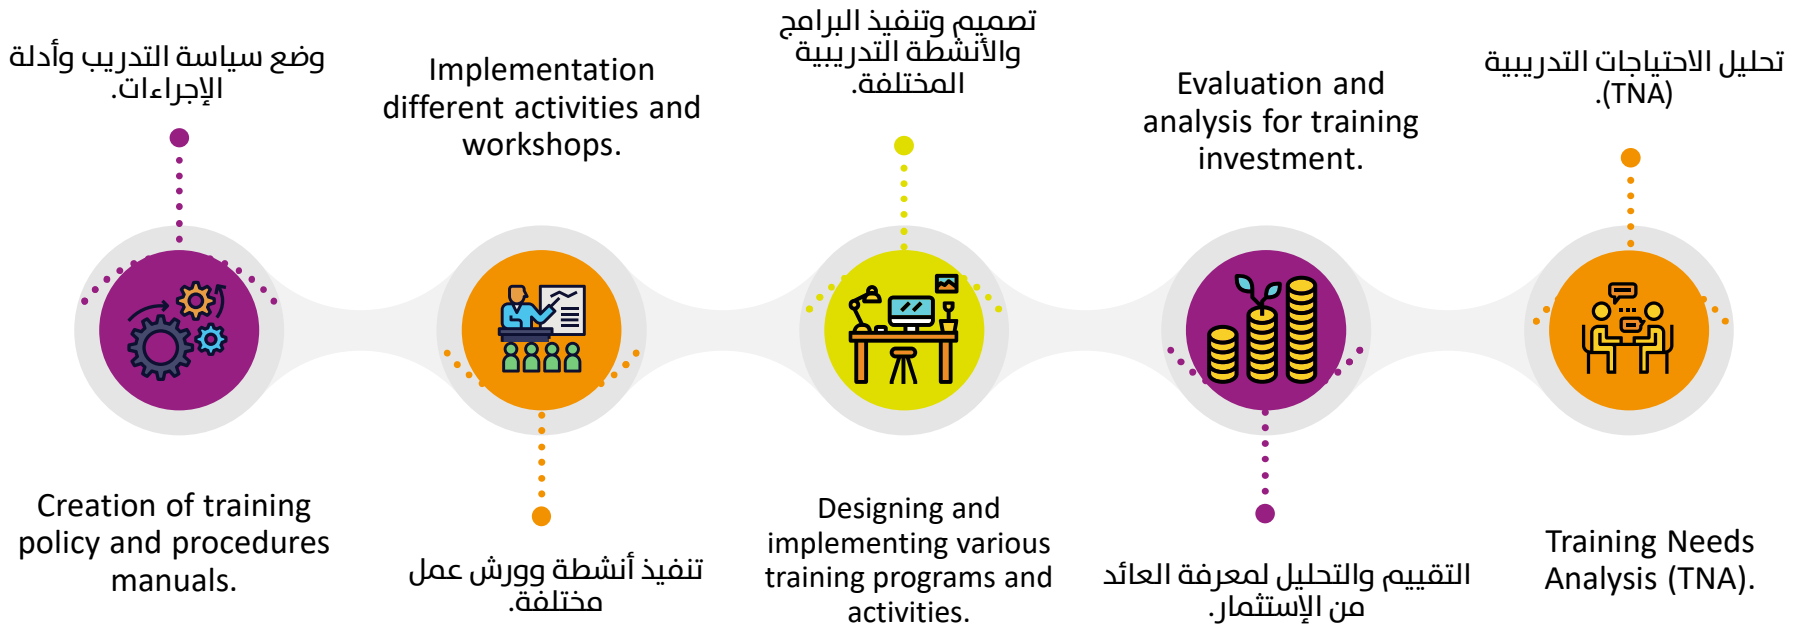 وضع سياسة التدريب وأدلة
الإجراءات.
Creation of training
policy and procedures
manuals.
Implementation
different activities and
workshops.
تنفيذ أنشطة وورش عمل
مختلفة.
تصميم وتنفيذ البرامج
والأنشطة التدريبية
المختلفة.
Designing and
implementing various
training programs and
activities.
Evaluation and
analysis for training
investment.
التقييم والتحليل لمعرفة العائد
من الإستثمار.
تحليل الاحتياجات التدريبية
(TNA).
Training Needs
Analysis (TNA).